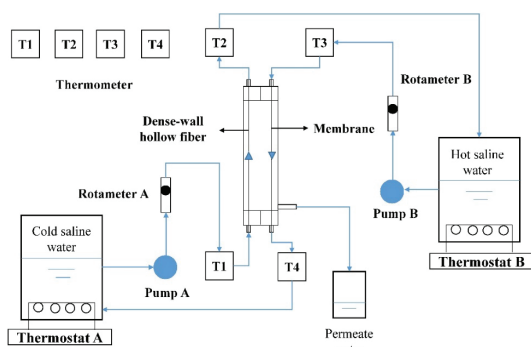 T1 T2 T3 T4
Thermometer
T2
T3
Rotameter B
Dense-wall
hollow fiber
Membrane
Hot saline
water
Rotameter A
Pump B
Cold saline
water
Thermostat B
T1
T4
Pump A
Permeate
Thermostat A